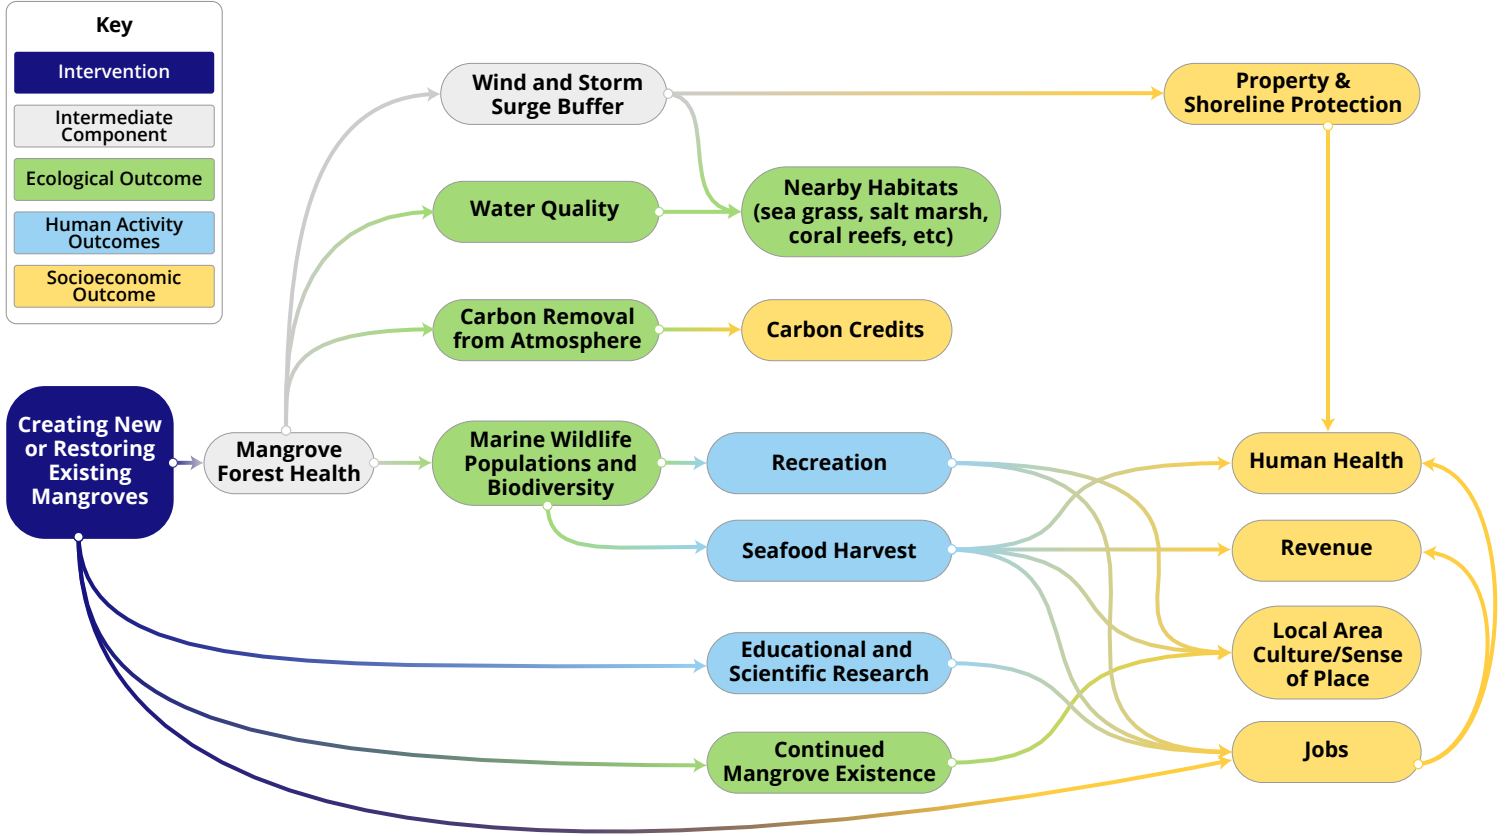 Key
Intervention
Intermediate
Component
Ecological Outcome
Human Activity
Outcomes
Socioeconomic
Outcome
Wind and Storm
Surge Buffer
Property &
Shoreline Protection
Water Quality
Nearby Habitats
(sea grass, salt marsh,
coral reefs, etc)
Carbon Removal
from Atmosphere
Carbon Credits
Creating New
or Restoring
Existing
Mangroves
Mangrove
Forest Health
Marine Wildlife
Populations and
Biodiversity
Recreation
Human Health
Seafood Harvest
Revenue
Educational and
Scientific Research
Local Area
Culture/Sense
of Place
Continued
Mangrove Existence
Jobs